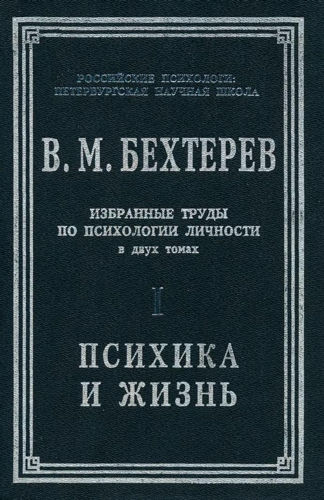 РОССИЙСКИЕ ПСИХОЛОГИ:
ПЕТЕРБУРГСКАЯ НАУЧНАЯ ШКОЛА
В. М. БЕХТЕРЕВ
ИЗБРАННЫЕ ТРУДЫ
ПО ПСИХОЛОГИИ ЛИЧНОСТИ
В ДВУХ ТОМАХ
I
ПСИХИКА
И ЖИЗНЬ